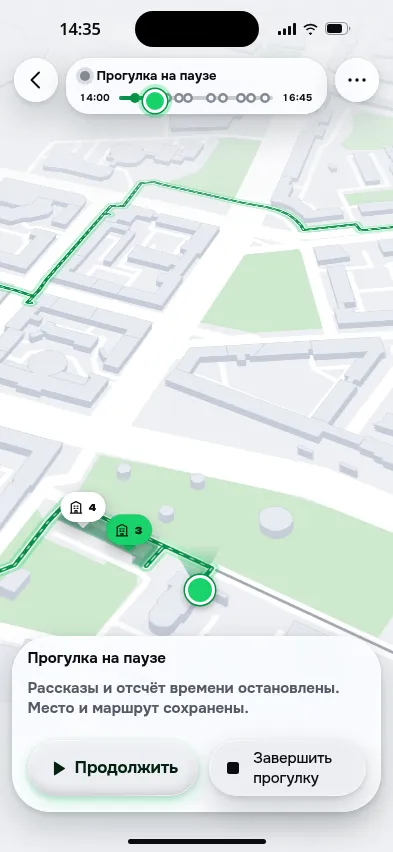 14:35
Прогулка на паузе
14:00
16:45
4
3
Прогулка на паузе
Рассказы и отсчёт времени остановлены.
Место и маршрут сохранены.
Продолжить
Завершить
прогулку